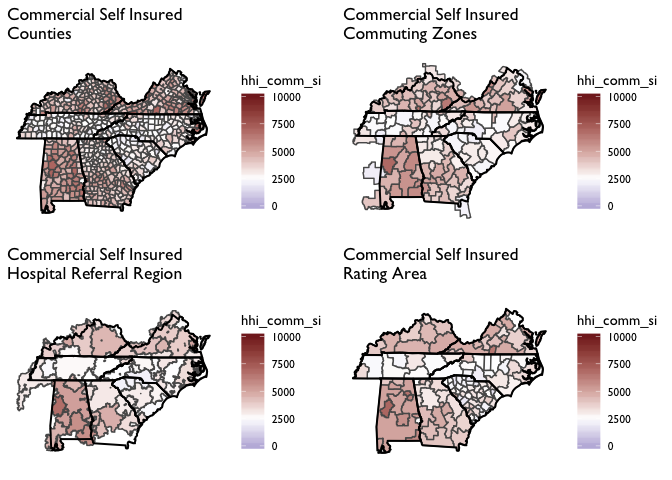 Commercial Self Insured
Counties
hhi_comm_si
10000
7500
5000
2500
0
Commercial Self Insured
Commuting Zones
hhi_comm_si
10000
7500
5000
2500
0
Commercial Self Insured
Hospital Referral Region
hhi_comm_si
10000
7500
5000
2500
0
Commercial Self Insured
Rating Area
hhi_comm_si
10000
7500
5000
2500
0